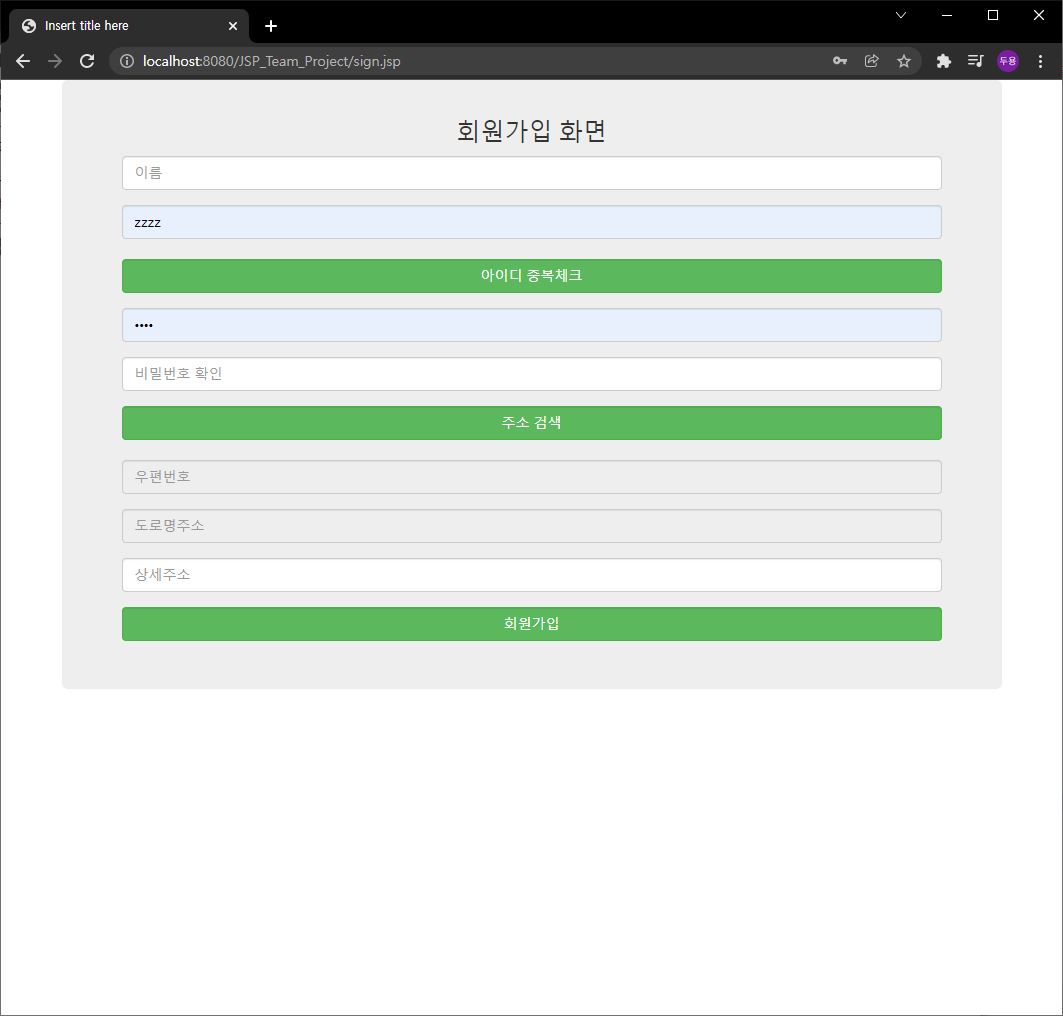 Insert title here
localhost:8080/JSP_Team_Project/sign.jsp
두용
회원가입 화면
이름
zzzz
아이디 중복체크
••••
비밀번호 확인
주소 검색
우편번호
도로명주소
상세주소
회원가입